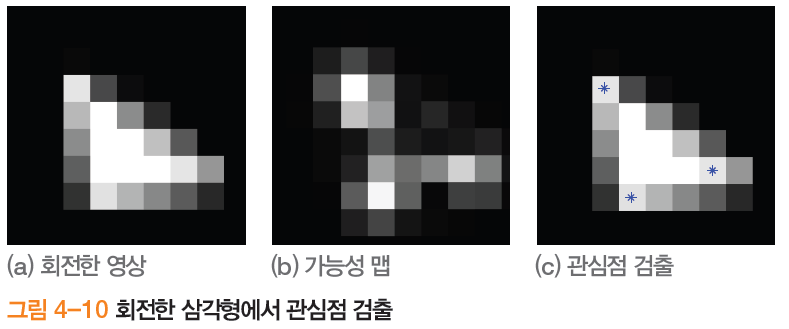 (a) 회전한 영상
(b) 가능성 맵
(c) 관심점 검출
그림 4–10 회전한 삼각형에서 관심점 검출